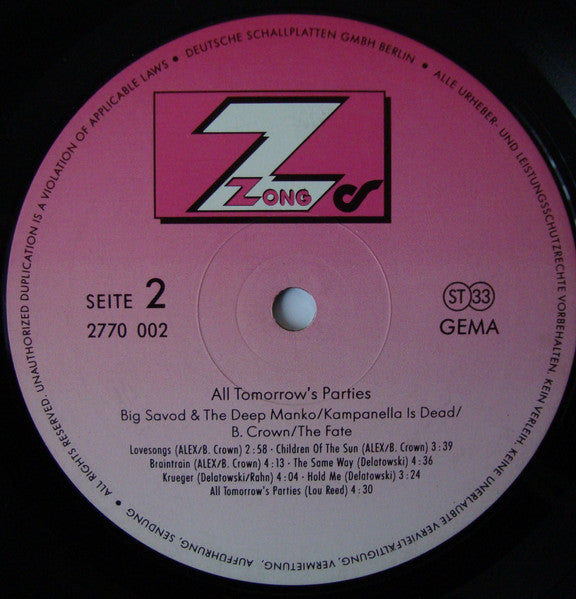 • ALL RIGHTS RESERVED. UNAUTHORIZED DUPLICATION IS A VIOLATION OF APPLICABLE LAWS • DEUTSCHE SCHALLPLATTEN GMBH BERLIN • ALLE URHEBER- UND LEISTUNGSSCHUTZRECHTE VORBEHALTEN. KEIN VERLEIH, KEINE UNERLAUBTE VERVIELFÄLTIGUNG, VERMIETUNG, AUFFÜHRUNG, SENDUNG
Z
ZONG
SEITE 2
2770 002
ST 33
GEMA
All Tomorrow's Parties
Big Savod & The Deep Manko/Kampanella Is Dead/
B. Crown/The Fate
Lovesongs (ALEX/B. Crown) 2:58 · Children Of The Sun (ALEX/B. Crown) 3:39
Braintrain (ALEX/B. Crown) 4:13 · The Same Way (Delatowski) 4:36
Krueger (Delatowski/Rahn) 4:04 · Hold Me (Delatowski) 3:24
All Tomorrow's Parties (Lou Reed) 4:30